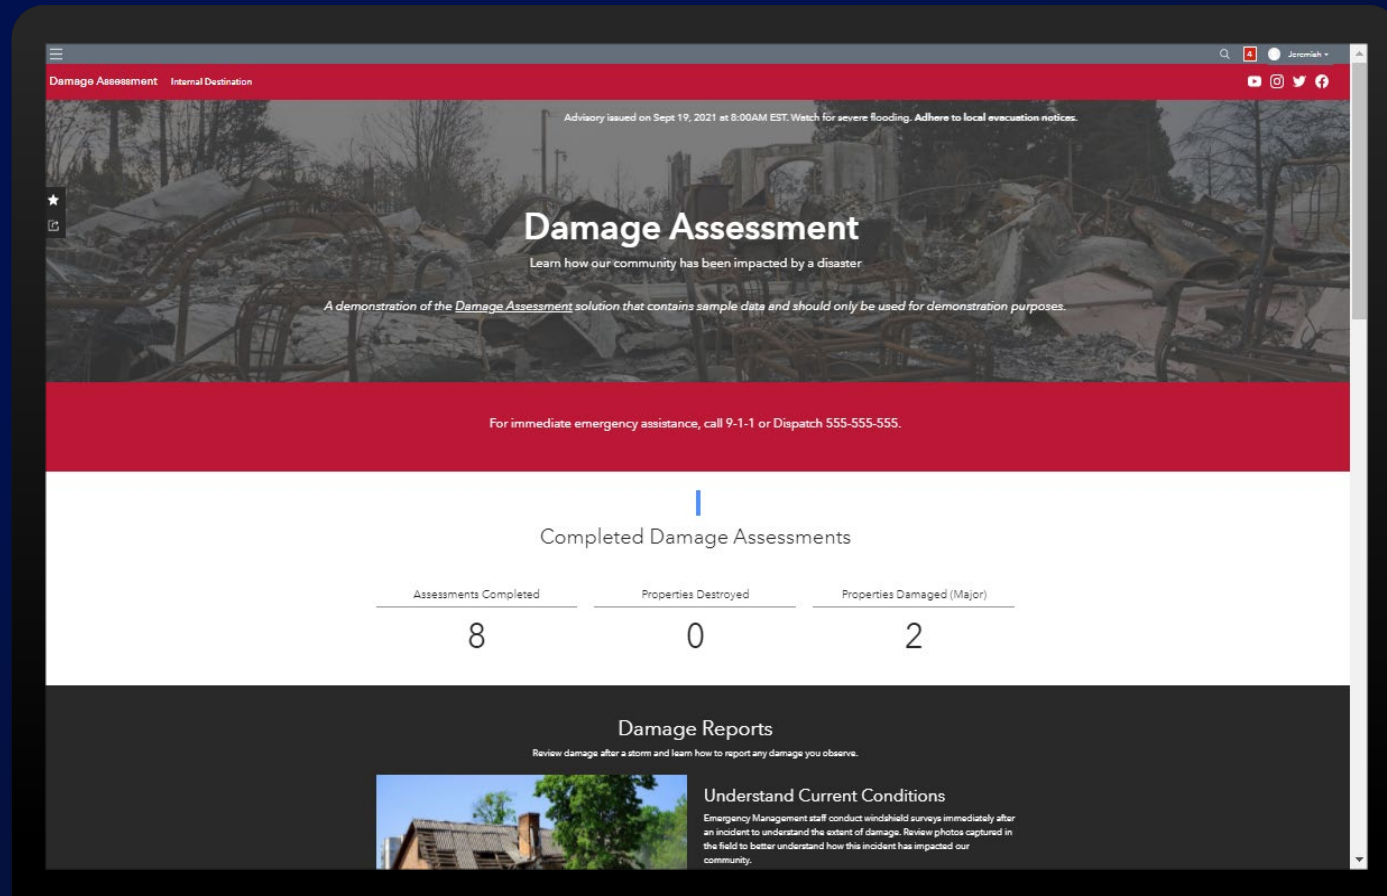 4
Jeremiah
Damage Assessment Internal Destination
Advisory issued on Sept 19, 2021 at 8:00AM EST. Watch for severe flooding. Adhere to local evacuation notices.
Damage Assessment
Learn how our community has been impacted by a disaster
A demonstration of the Damage Assessment solution that contains sample data and should only be used for demonstration purposes.
For immediate emergency assistance, call 9-1-1 or Dispatch 555-555-555.
Completed Damage Assessments
Assessments Completed
Properties Destroyed
Properties Damaged (Major)
8
0
2
Damage Reports
Review damage after a storm and learn how to report any damage you observe.
Understand Current Conditions
Emergency Management staff conduct windshield surveys immediately after
an incident to understand the extent of damage. Review photos captured in
the field to better understand how this incident has impacted our
community.